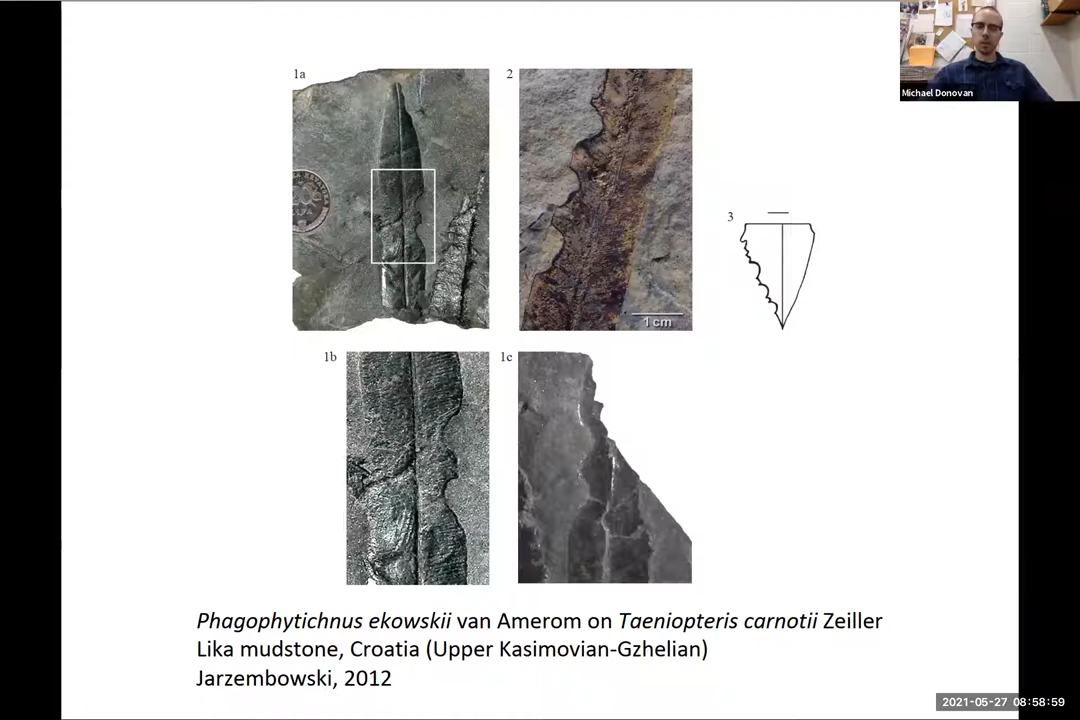 Michael Donovan
1a
2
3
1 cm
1b
1c
Phagophytichnus ekowskii van Amerom on Taeniopteris carnotii Zeiller
Lika mudstone, Croatia (Upper Kasimovian-Gzhelian)
Jarzembowski, 2012
2021-05-27 08:58:59